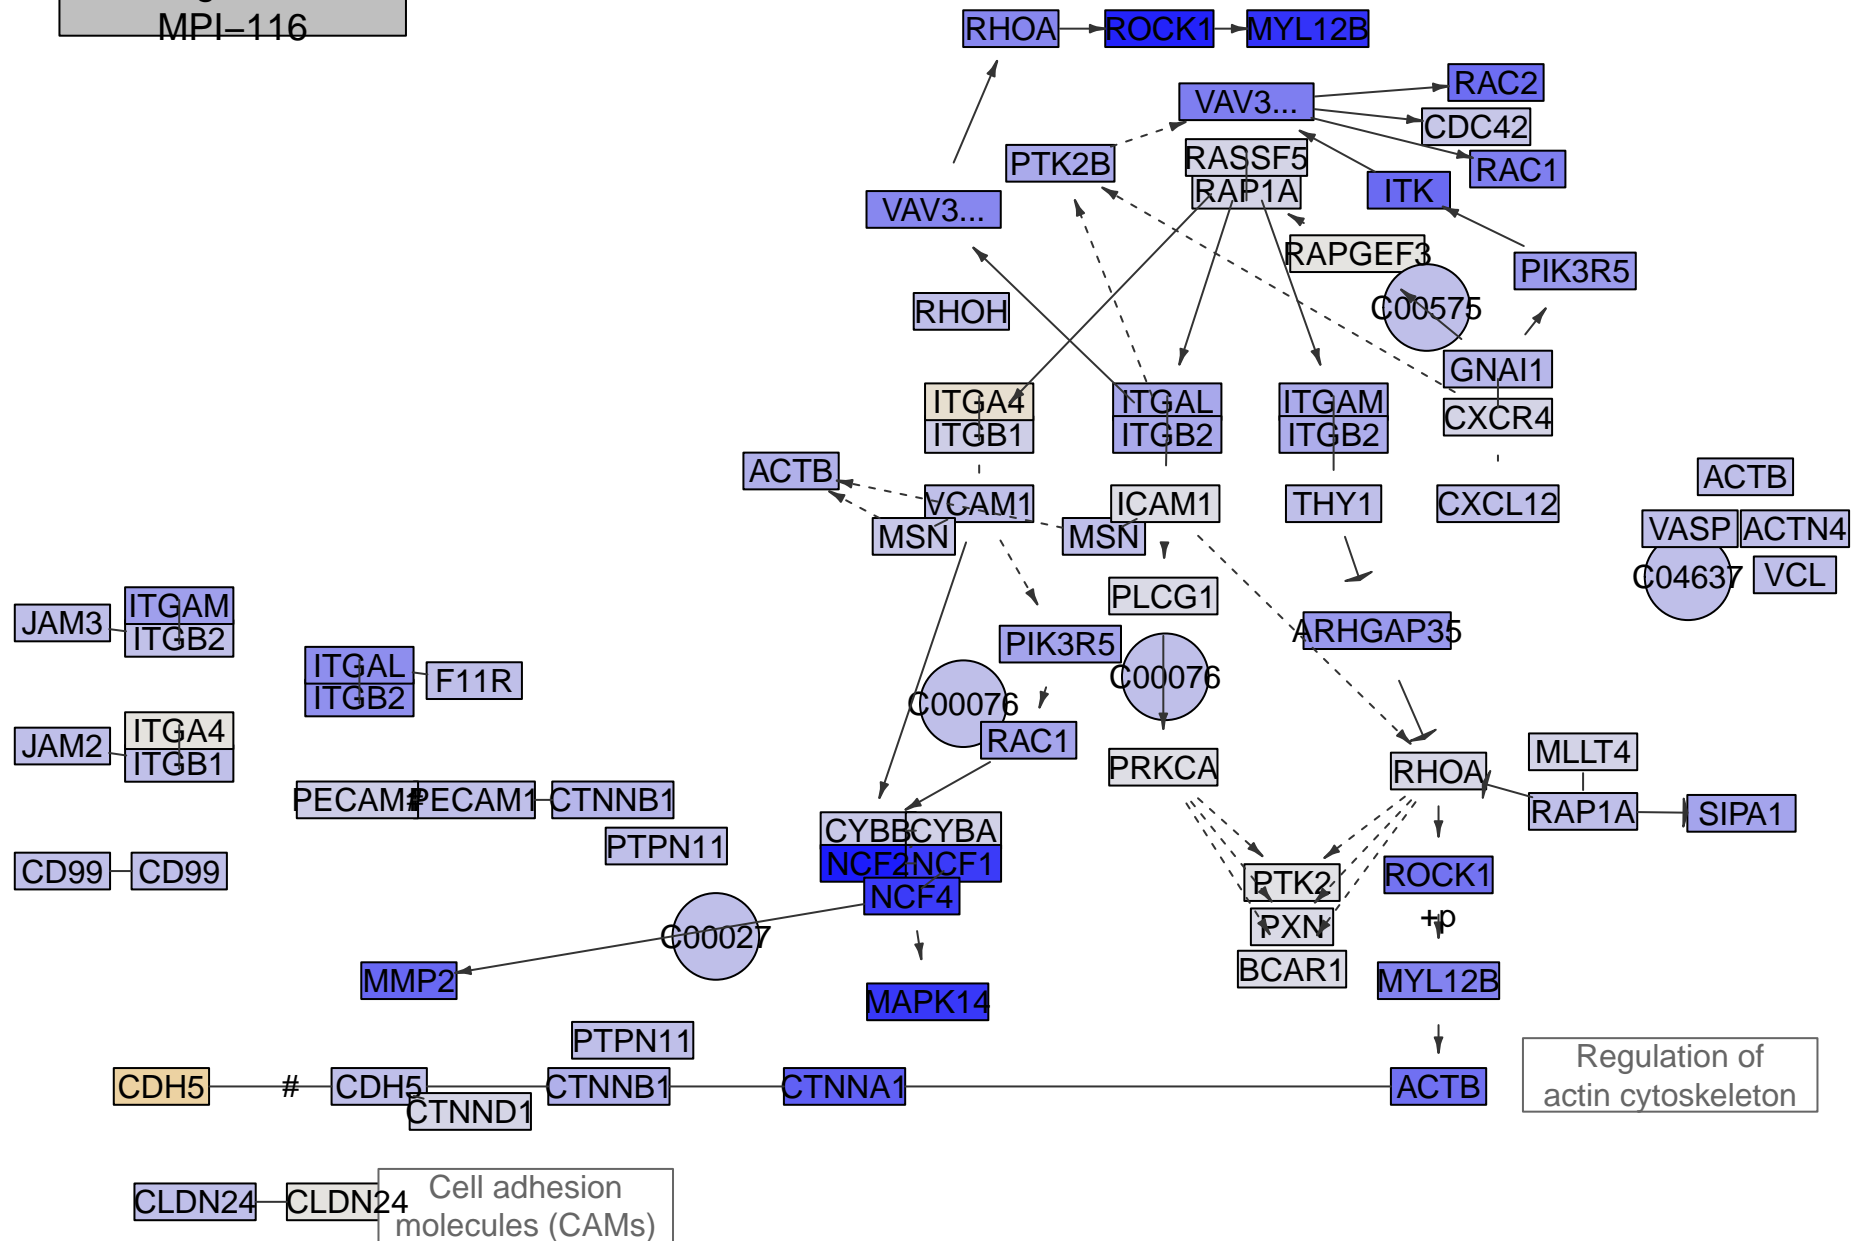 MPI−116
RHOA
ROCK1
MYL12B
RAC2
VAV3...
CDC42
RAC1
PTK2B
RASSF5
RAP1A
ITK
VAV3...
RAPGEF3
PIK3R5
C00575
RHOH
GNAI1
CXCR4
ITGA4
ITGB1
ITGAL
ITGB2
ITGAM
ITGB2
ACTB
VCAM1
MSN
ICAM1
MSN
THY1
CXCL12
ACTB
VASP
ACTN4
C04637
VCL
PLCG1
JAM3
ITGAM
ITGB2
ITGAL
ITGB2
F11R
PIK3R5
C00076
C00076
RAC1
ARHGAP35
JAM2
ITGA4
ITGB1
PRKCA
RHOA
MLLT4
RAP1A
SIPA1
PECAM1
#
PECAM1
CTNNB1
PTPN11
CYBB
CYBA
NCF2
NCF1
NCF4
CD99
CD99
PTK2
PXN
BCAR1
ROCK1
+p
MYL12B
C00027
MMP2
MAPK14
PTPN11
CDH5
#
CDH5
CTNND1
CTNNB1
CTNNA1
ACTB
Regulation of
actin cytoskeleton
CLDN24
CLDN24
Cell adhesion
molecules (CAMs)